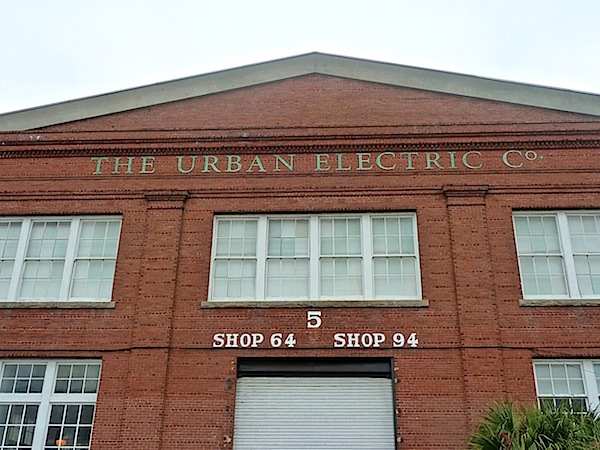 THE URBAN ELECTRIC Co.
5
SHOP 64 SHOP 94